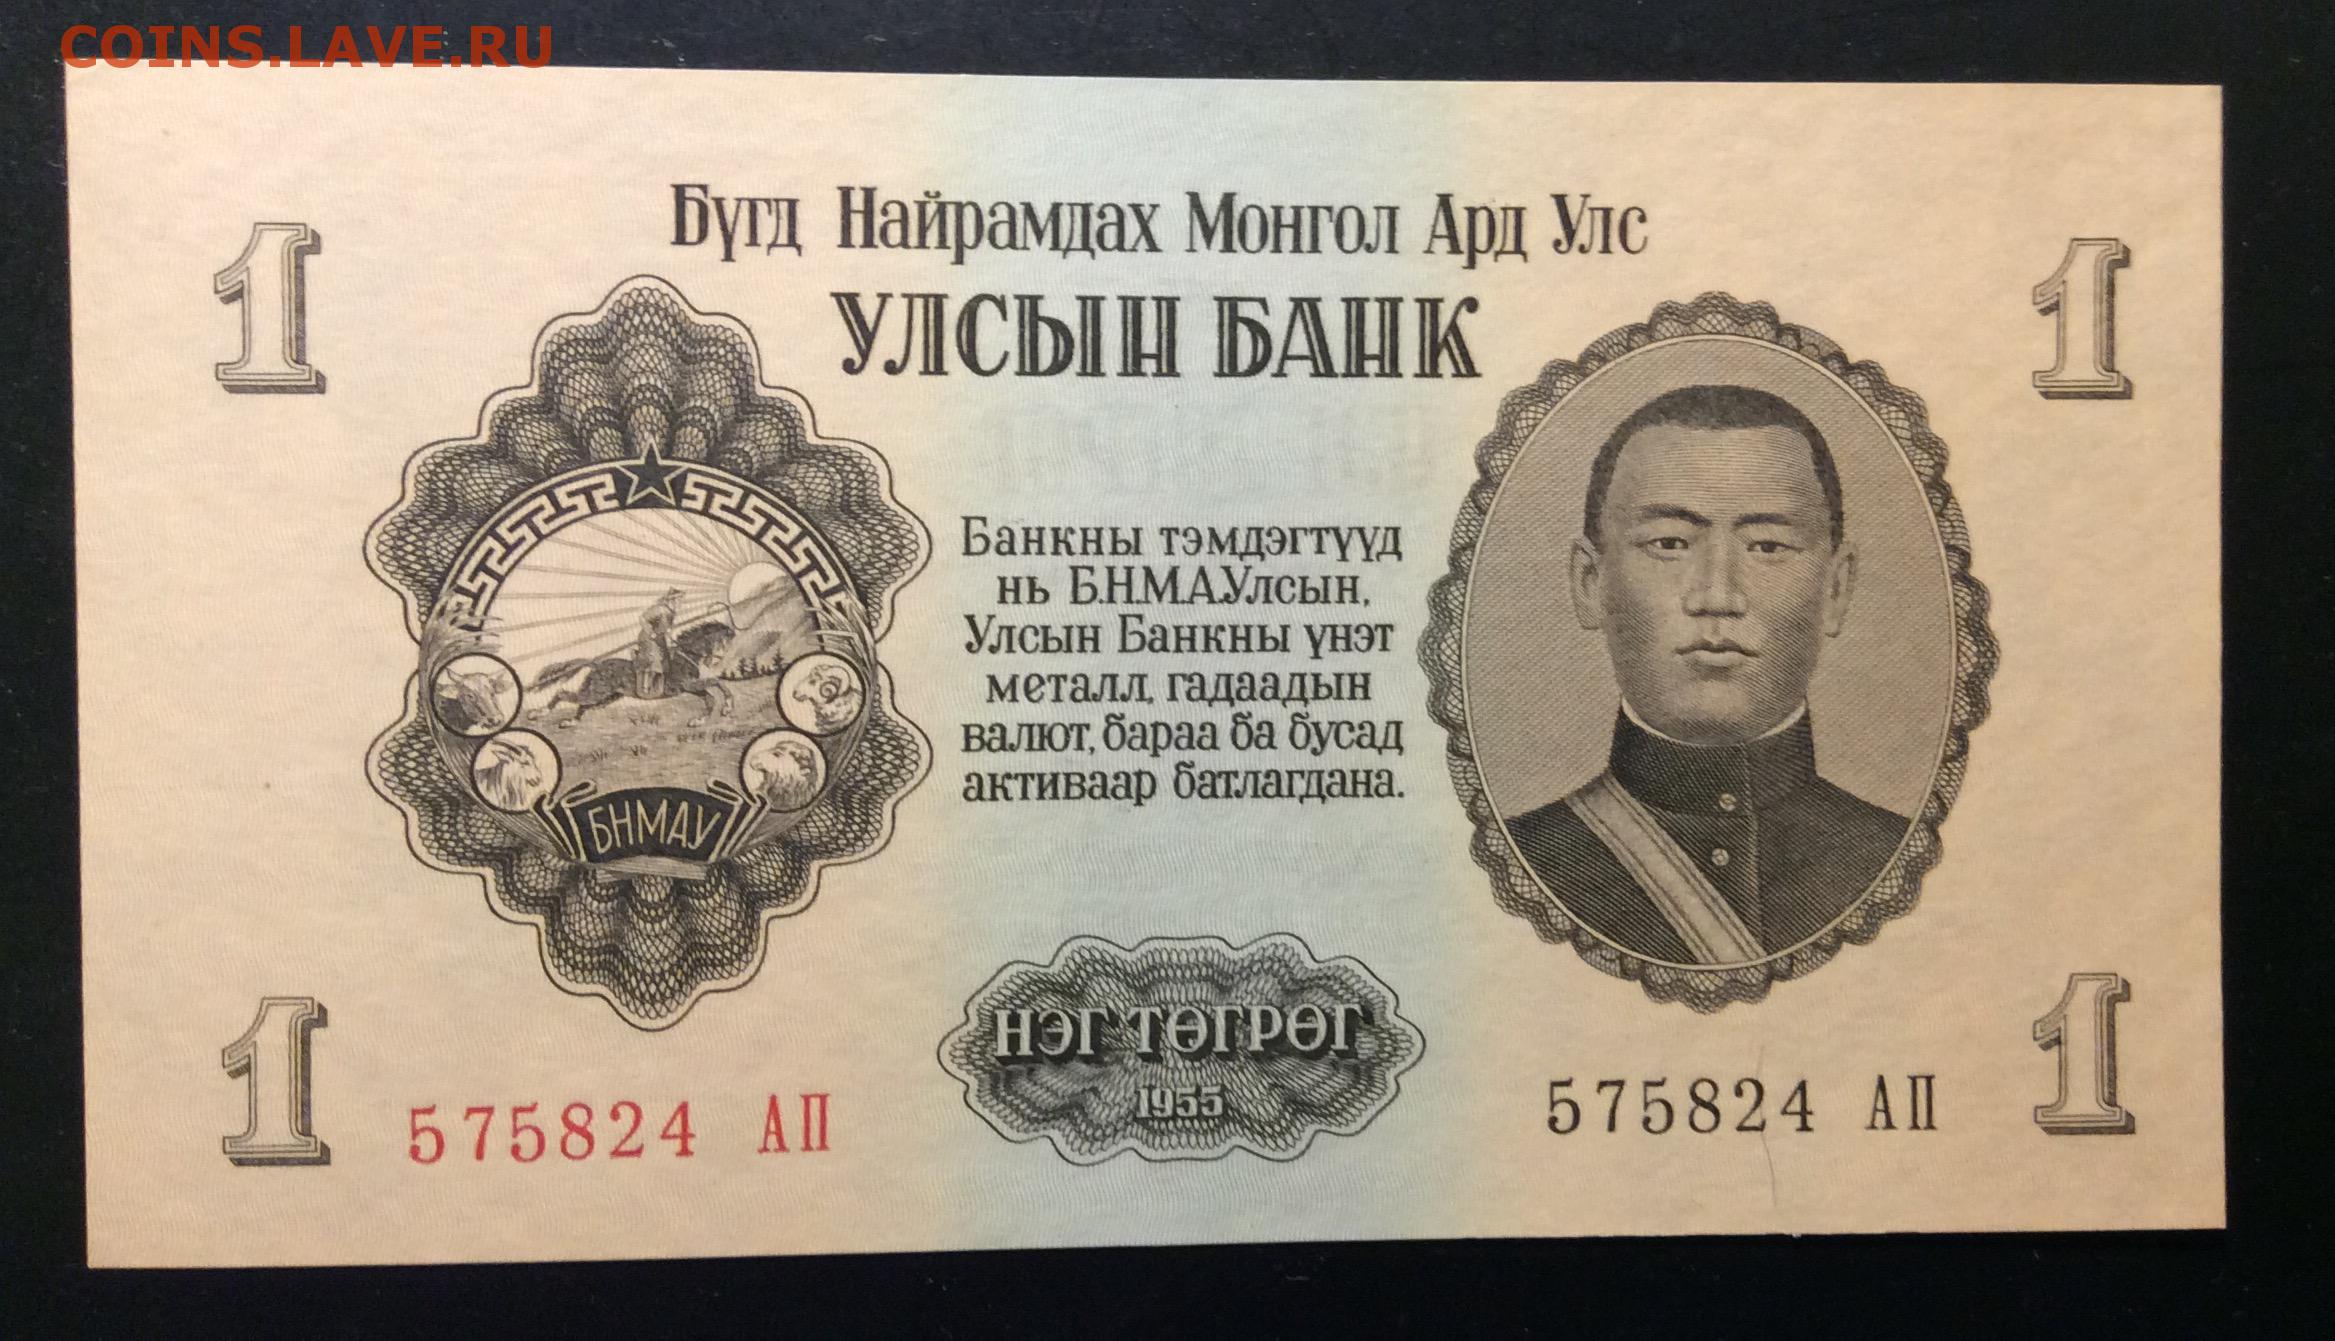 COINS.LAVE.RU
Бүгд Найрамдах Монгол Ард Улс
УЛСЫН БАНК
1
1
Банкны тэмдэгтүүд
нь Б.Н.М.А.Улсын,
Улсын Банкны үнэт
металл, гадаадын
валют, бараа ба бусад
активаар батлагдана.
БНМАУ
НЭГ ТӨГРӨГ
1955
1
1
575824 АП
575824 АП